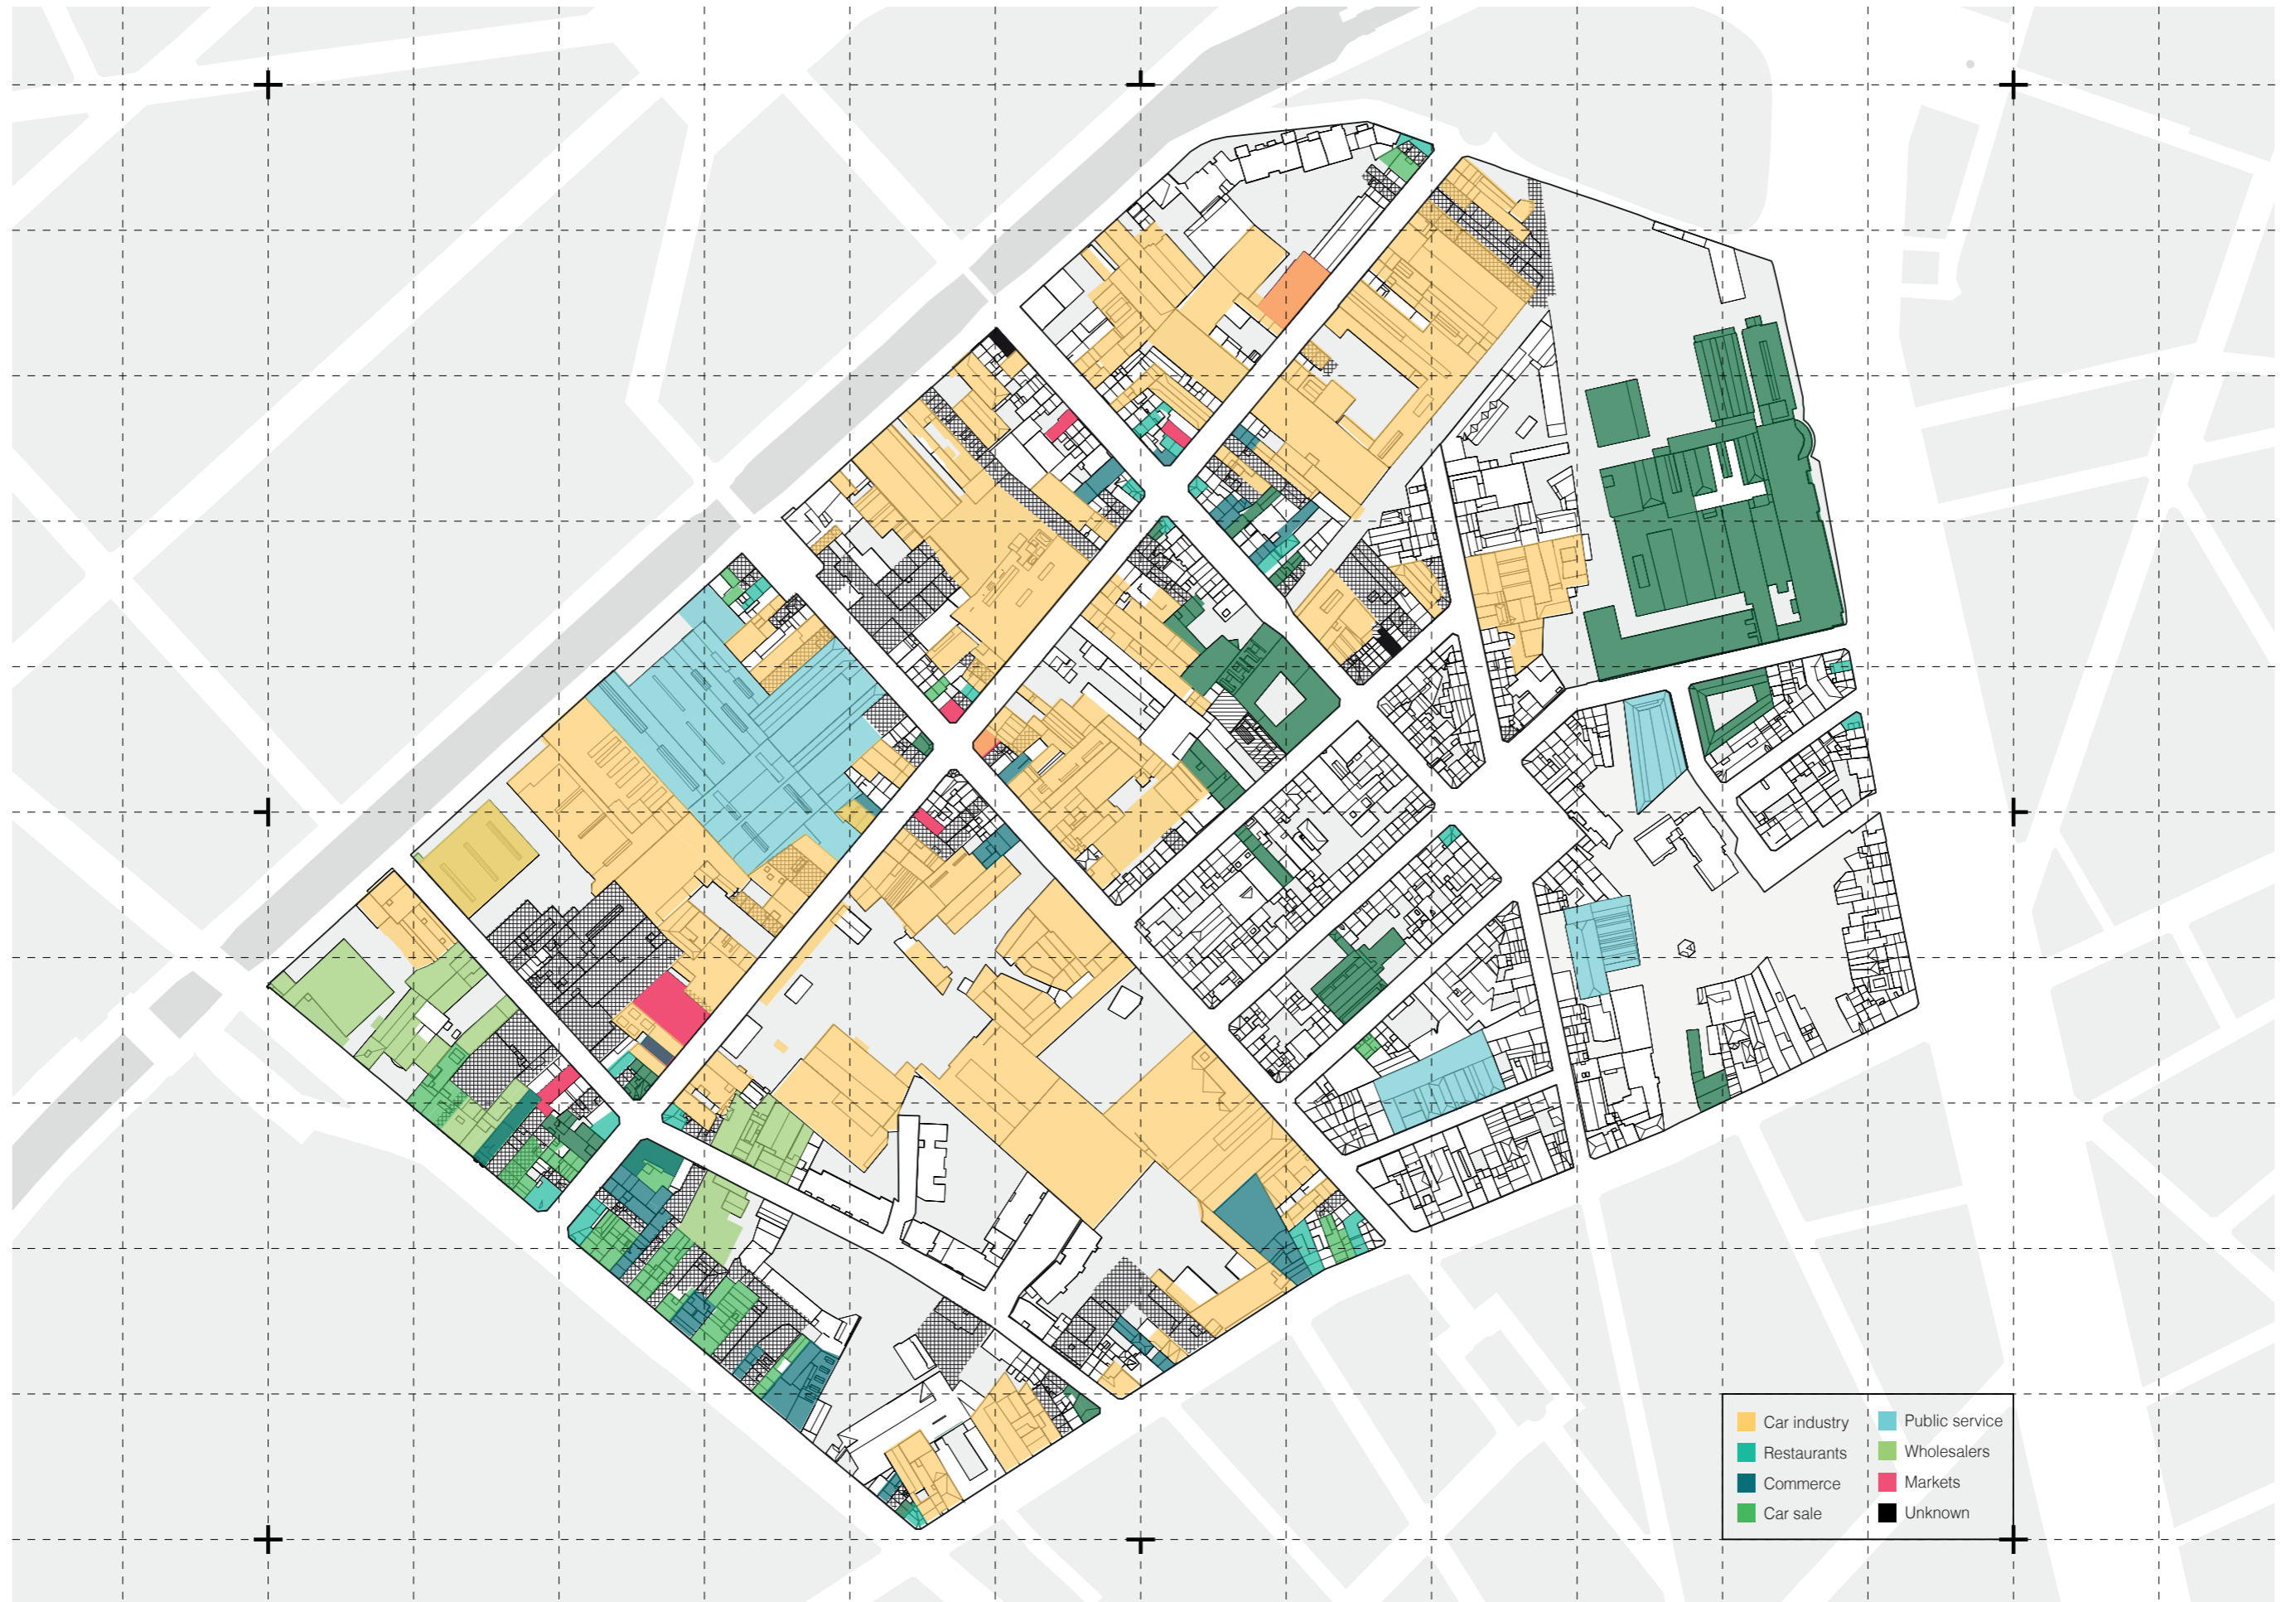 Car industry
Restaurants
Commerce
Car sale
Public service
Wholesalers
Markets
Unknown